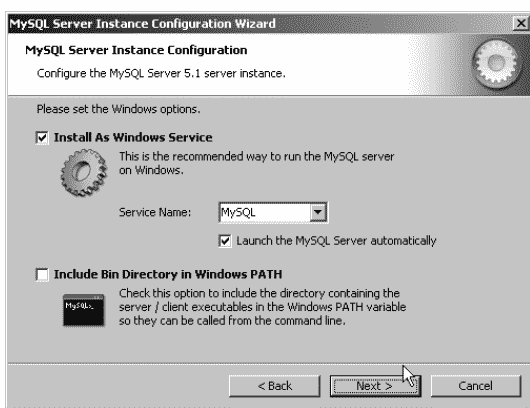 MySQL Server Instance Configuration Wizard
MySQL Server Instance Configuration
Configure the MySQL Server 5.1 server instance.
Please set the Windows options.
Install As Windows Service
This is the recommended way to run the MySQL server
on Windows.
Service Name:
MySQL
Launch the MySQL Server automatically
Include Bin Directory in Windows PATH
MySQL>_
Check this option to include the directory containing the
server / client executables in the Windows PATH variable
so they can be called from the command line.
< Back
Next >
Cancel